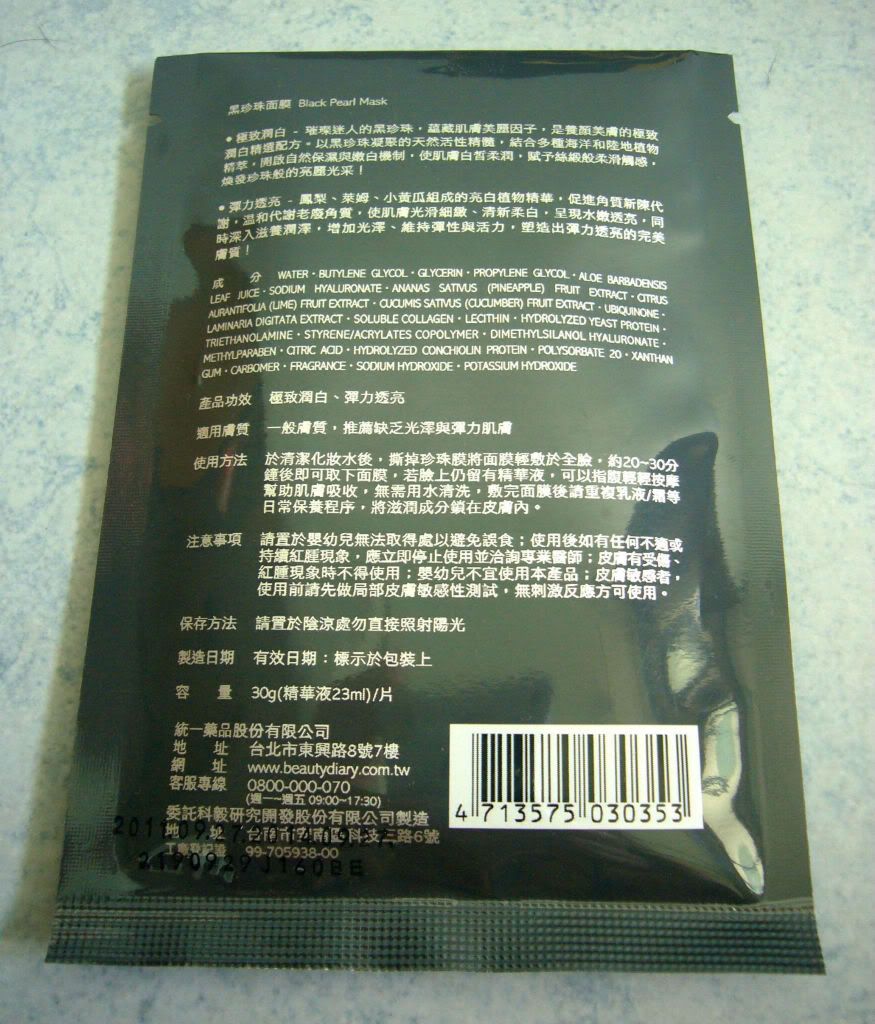 黑珍珠面膜 Black Pearl Mask
• 極致潤白 - 璀璨迷人的黑珍珠，蘊藏肌膚美麗因子，是養顏美膚的極致
潤白精選配方。以黑珍珠凝聚的天然活性精髓，結合多種海洋和陸地植物
精萃，開啟自然保濕與嫩白機制，使肌膚白皙柔潤，賦予絲緞般柔滑觸感，
煥發珍珠般的亮麗光采！
• 彈力透亮 - 鳳梨、萊姆、小黃瓜組成的亮白植物精華，促進角質新陳代
謝，溫和代謝老廢角質，使肌膚光滑細緻、清新柔白，呈現水嫩透亮，同
時深入滋養潤澤，增加光澤、維持彈性與活力，塑造出彈力透亮的完美
膚質！
成 分 WATER · BUTYLENE GLYCOL · GLYCERIN · PROPYLENE GLYCOL · ALOE BARBADENSIS
LEAF JUICE · SODIUM HYALURONATE · ANANAS SATIVUS (PINEAPPLE) FRUIT EXTRACT · CITRUS
AURANTIFOLIA (LIME) FRUIT EXTRACT · CUCUMIS SATIVUS (CUCUMBER) FRUIT EXTRACT · UBIQUINONE ·
LAMINARIA DIGITATA EXTRACT · SOLUBLE COLLAGEN · LECITHIN · HYDROLYZED YEAST PROTEIN ·
TRIETHANOLAMINE · STYRENE/ACRYLATES COPOLYMER · DIMETHYLSILANOL HYALURONATE ·
METHYLPARABEN · CITRIC ACID · HYDROLYZED CONCHIOLIN PROTEIN · POLYSORBATE 20 · XANTHAN
GUM · CARBOMER · FRAGRANCE · SODIUM HYDROXIDE · POTASSIUM HYDROXIDE
產品功效 極致潤白、彈力透亮
適用膚質 一般膚質，推薦缺乏光澤與彈力肌膚
使用方法 於清潔化妝水後，撕掉珍珠膜將面膜輕敷於全臉，約20~30分
鐘後即可取下面膜，若臉上仍留有精華液，可以指腹輕輕按摩
幫助肌膚吸收，無需用水清洗，敷完面膜後請重複乳液/霜等
日常保養程序，將滋潤成分鎖在皮膚內。
注意事項 請置於嬰幼兒無法取得處以避免誤食；使用後如有任何不適或
持續紅腫現象，應立即停止使用並洽詢專業醫師；皮膚有受傷、
紅腫現象時不得使用；嬰幼兒不宜使用本產品；皮膚敏感者，
使用前請先做局部皮膚敏感性測試，無刺激反應方可使用。
保存方法 請置於陰涼處勿直接照射陽光
製造日期 有效日期：標示於包裝上
容 量 30g(精華液23ml)/片
統一藥品股份有限公司
地 址 台北市東興路8號7樓
網 址 www.beautydiary.com.tw
客服專線 0800-000-070
(週一~週五 09:00~17:30)
委託科毅研究開發股份有限公司製造
地 址 台南市安南區科技三路6號
工廠登記證 99-705938-00
2190929J160BE
4 713575 030353